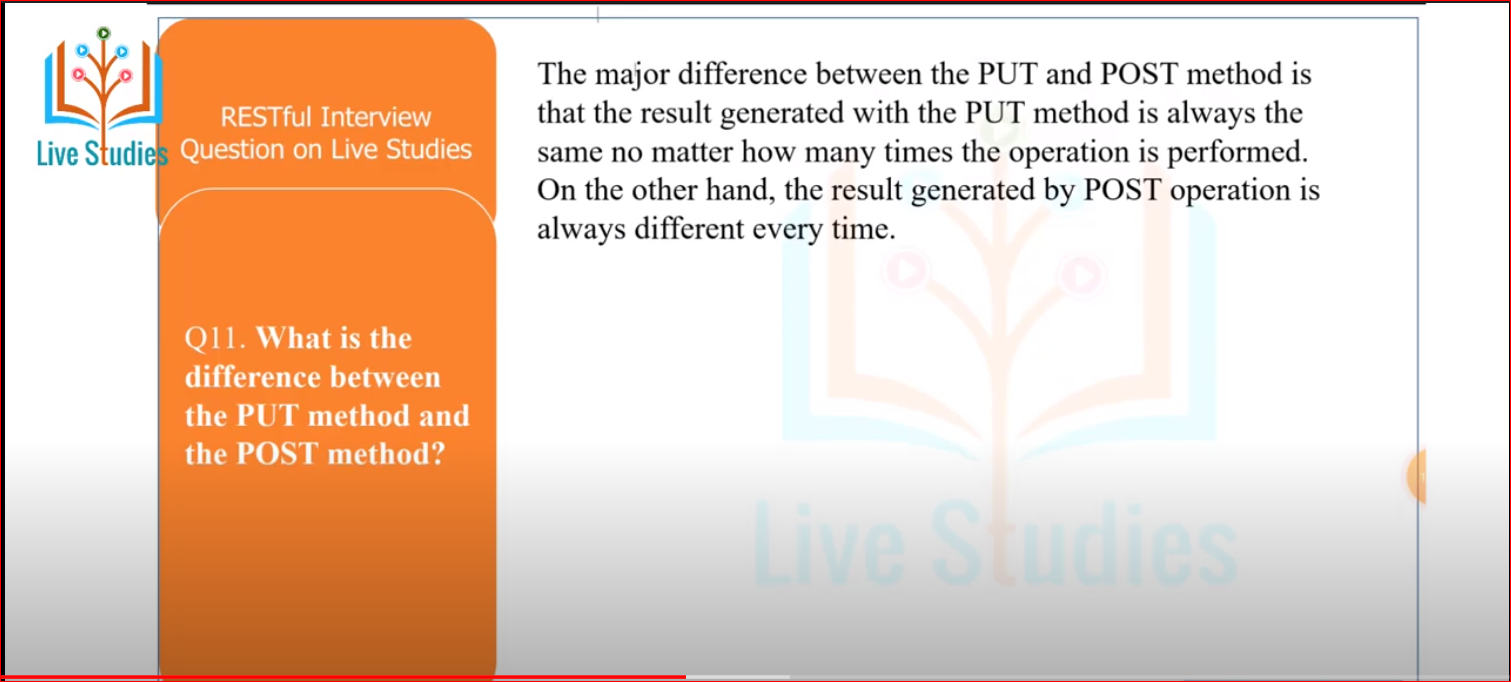 Live Studies
RESTful Interview
Question on Live Studies
Q11. What is the
difference between
the PUT method and
the POST method?
The major difference between the PUT and POST method is
that the result generated with the PUT method is always the
same no matter how many times the operation is performed.
On the other hand, the result generated by POST operation is
always different every time.
Live Studies